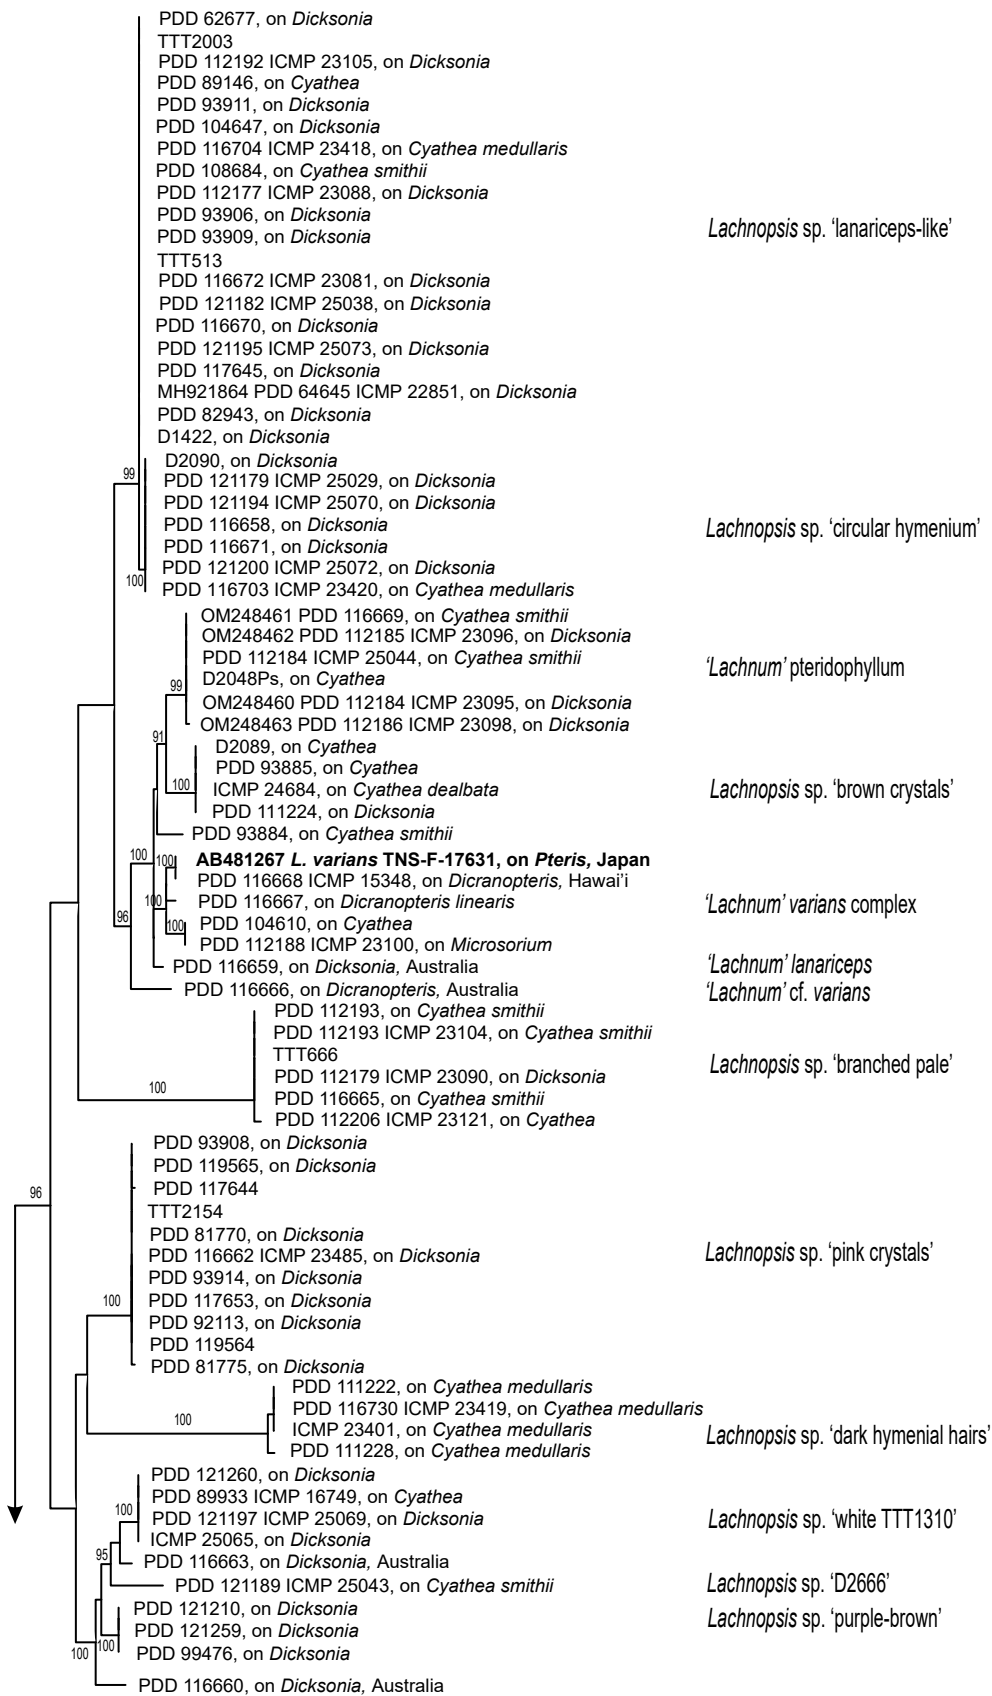 PDD 62677, on Dicksonia
TTT2003
PDD 112192 ICMP 23105, on Dicksonia
PDD 89146, on Cyathea
PDD 93911, on Dicksonia
PDD 104647, on Dicksonia
PDD 116704 ICMP 23418, on Cyathea medullaris
PDD 108684, on Cyathea smithii
PDD 112177 ICMP 23088, on Dicksonia
PDD 93906, on Dicksonia
Lachnopsis sp. ‘lanariceps-like’
PDD 93909, on Dicksonia
TTT513
PDD 116672 ICMP 23081, on Dicksonia
PDD 121182 ICMP 25038, on Dicksonia
PDD 116670, on Dicksonia
PDD 121195 ICMP 25073, on Dicksonia
PDD 117645, on Dicksonia
MH921864 PDD 64645 ICMP 22851, on Dicksonia
PDD 82943, on Dicksonia
D1422, on Dicksonia
D2090, on Dicksonia
99
PDD 121179 ICMP 25029, on Dicksonia
PDD 121194 ICMP 25070, on Dicksonia
PDD 116658, on Dicksonia
Lachnopsis sp. ‘circular hymenium’
PDD 116671, on Dicksonia
PDD 121200 ICMP 25072, on Dicksonia
100
PDD 116703 ICMP 23420, on Cyathea medullaris
OM248461 PDD 116669, on Cyathea smithii
OM248462 PDD 112185 ICMP 23096, on Dicksonia
PDD 112184 ICMP 25044, on Cyathea smithii
‘Lachnum’ pteridophyllum
D2048Ps, on Cyathea
99
OM248460 PDD 112184 ICMP 23095, on Dicksonia
OM248463 PDD 112186 ICMP 23098, on Dicksonia
91
D2089, on Cyathea
PDD 93885, on Cyathea
100
ICMP 24684, on Cyathea dealbata
Lachnopsis sp. ‘brown crystals’
PDD 111224, on Dicksonia
PDD 93884, on Cyathea smithii
100
100
AB481267 L. varians TNS-F-17631, on Pteris, Japan
PDD 116668 ICMP 15348, on Dicranopteris, Hawai’i
100
PDD 116667, on Dicranopteris linearis
‘Lachnum’ varians complex
96
100
PDD 104610, on Cyathea
PDD 112188 ICMP 23100, on Microsorium
PDD 116659, on Dicksonia, Australia
‘Lachnum’ lanariceps
PDD 116666, on Dicranopteris, Australia
‘Lachnum’ cf. varians
PDD 112193, on Cyathea smithii
PDD 112193 ICMP 23104, on Cyathea smithii
TTT666
Lachnopsis sp. ‘branched pale’
100
PDD 112179 ICMP 23090, on Dicksonia
PDD 116665, on Cyathea smithii
PDD 112206 ICMP 23121, on Cyathea
PDD 93908, on Dicksonia
PDD 119565, on Dicksonia
96
PDD 117644
TTT2154
PDD 81770, on Dicksonia
PDD 116662 ICMP 23485, on Dicksonia
Lachnopsis sp. ‘pink crystals’
PDD 93914, on Dicksonia
100
PDD 117653, on Dicksonia
PDD 92113, on Dicksonia
PDD 119564
PDD 81775, on Dicksonia
PDD 111222, on Cyathea medullaris
PDD 116730 ICMP 23419, on Cyathea medullaris
100
ICMP 23401, on Cyathea medullaris
Lachnopsis sp. ‘dark hymenial hairs’
PDD 111228, on Cyathea medullaris
PDD 121260, on Dicksonia
PDD 89933 ICMP 16749, on Cyathea
100
PDD 121197 ICMP 25069, on Dicksonia
Lachnopsis sp. ‘white TTT1310’
ICMP 25065, on Dicksonia
95
PDD 116663, on Dicksonia, Australia
PDD 121189 ICMP 25043, on Cyathea smithii
Lachnopsis sp. ‘D2666’
PDD 121210, on Dicksonia
Lachnopsis sp. ‘purple-brown’
PDD 121259, on Dicksonia
100
100
PDD 99476, on Dicksonia
PDD 116660, on Dicksonia, Australia